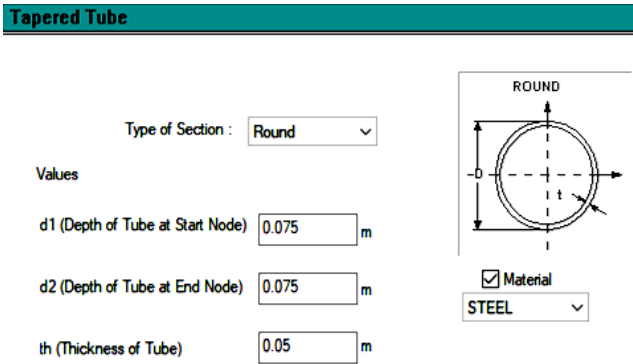 Tapered Tube
ROUND
Type of Section : Round
D
t
Values
d1 (Depth of Tube at Start Node) 0.075 m
d2 (Depth of Tube at End Node) 0.075 m
Material
STEEL
th (Thickness of Tube) 0.05 m